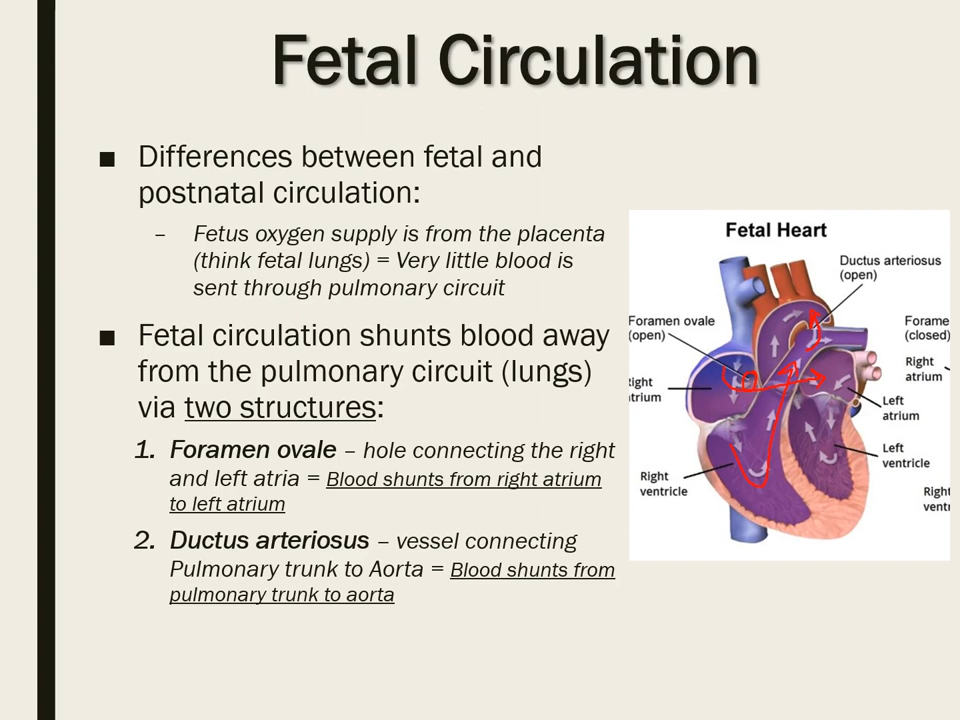 Fetal Circulation
■ Differences between fetal and
postnatal circulation:
– Fetus oxygen supply is from the placenta
(think fetal lungs) = Very little blood is
sent through pulmonary circuit
■ Fetal circulation shunts blood away
from the pulmonary circuit (lungs)
via two structures:
1. Foramen ovale – hole connecting the right
and left atria = Blood shunts from right atrium
to left atrium
2. Ductus arteriosus – vessel connecting
Pulmonary trunk to Aorta = Blood shunts from
pulmonary trunk to aorta
Fetal Heart
Ductus arteriosus
(open)
Foramen ovale
(open)
Forame
(closed)
Right
atrium
ight
trium
Left
atrium
Left
ventricle
Right
ventricle
Right
ventri